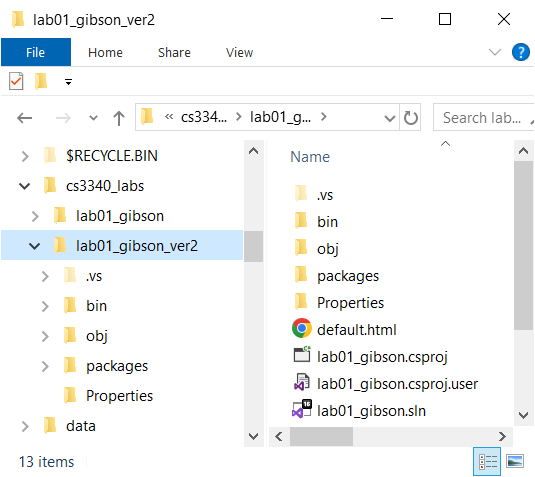 lab01_gibson_ver2
File Home Share View
« cs334... > lab01_g... > Search lab...
$RECYCLE.BIN
cs3340_labs
lab01_gibson
lab01_gibson_ver2
.vs
bin
obj
packages
Properties
data
Name
.vs
bin
obj
packages
Properties
default.html
lab01_gibson.csproj
lab01_gibson.csproj.user
lab01_gibson.sln
13 items